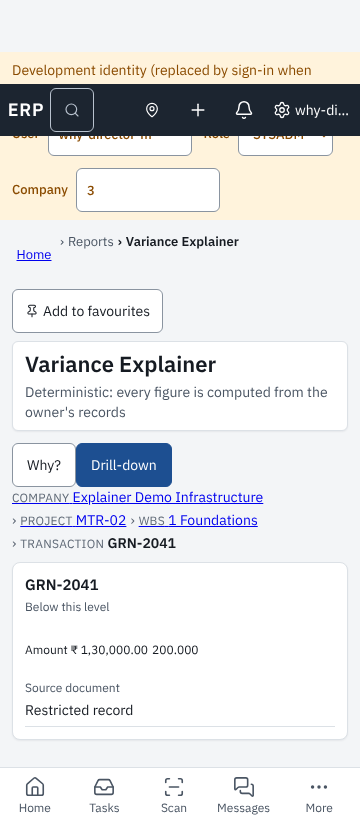 Development identity (replaced by sign-in when
ERP why-di...
Company 3
Home › Reports › Variance Explainer
Add to favourites
Variance Explainer
Deterministic: every figure is computed from the
owner's records
Why? Drill-down
COMPANY Explainer Demo Infrastructure
› PROJECT MTR-02 › WBS 1 Foundations
› TRANSACTION GRN-2041
GRN-2041
Below this level
Amount ₹ 1,30,000.00 200.000
Source document
Restricted record
Home Tasks Scan Messages More